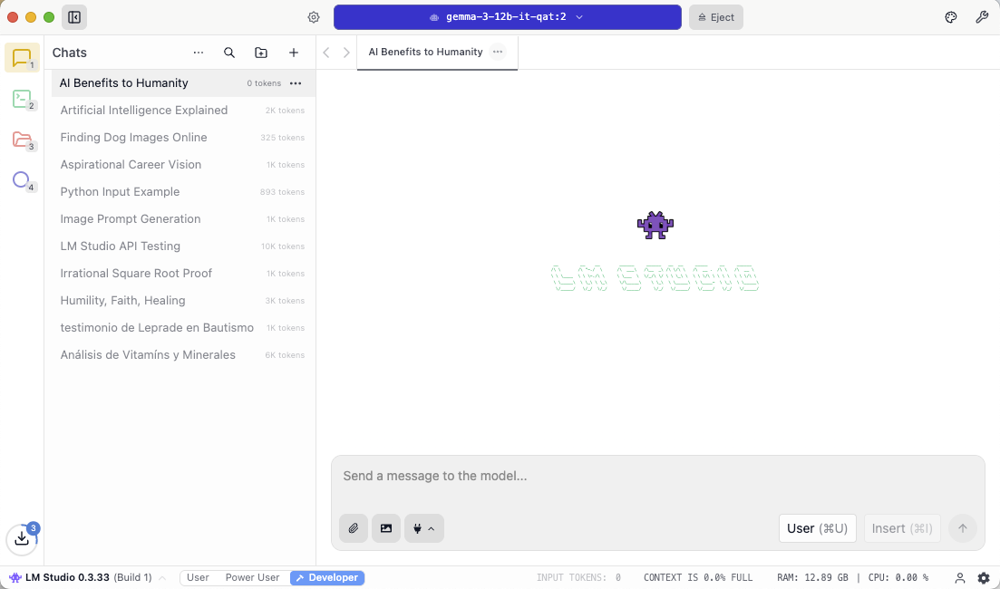 gemma-3-12b-it-qat:2
Eject
1
2
3
4
3
Chats
AI Benefits to Humanity 0 tokens
Artificial Intelligence Explained 2K tokens
Finding Dog Images Online 325 tokens
Aspirational Career Vision 1K tokens
Python Input Example 893 tokens
Image Prompt Generation 1K tokens
LM Studio API Testing 10K tokens
Irrational Square Root Proof 1K tokens
Humility, Faith, Healing 3K tokens
testimonio de Leprade en Bautismo 1K tokens
Análisis de Vitamíns y Minerales 6K tokens
AI Benefits to Humanity
LM STUDIO
Send a message to the model...
User (⌘U) Insert (⌘I)
LM Studio 0.3.33 (Build 1) User Power User Developer INPUT TOKENS: 0 CONTEXT IS 0.0% FULL RAM: 12.89 GB | CPU: 0.00 %